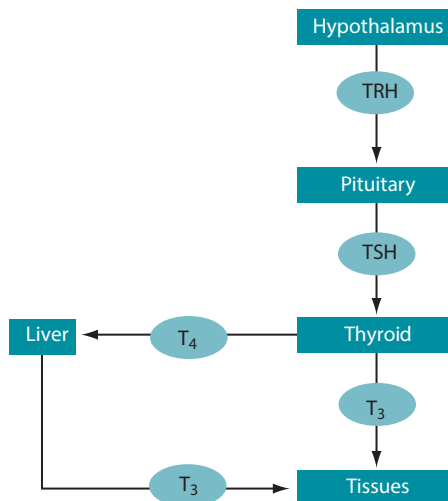 Hypothalamus
TRH
Pituitary
TSH
Liver
T₄
Thyroid
T₃
T₃
Tissues